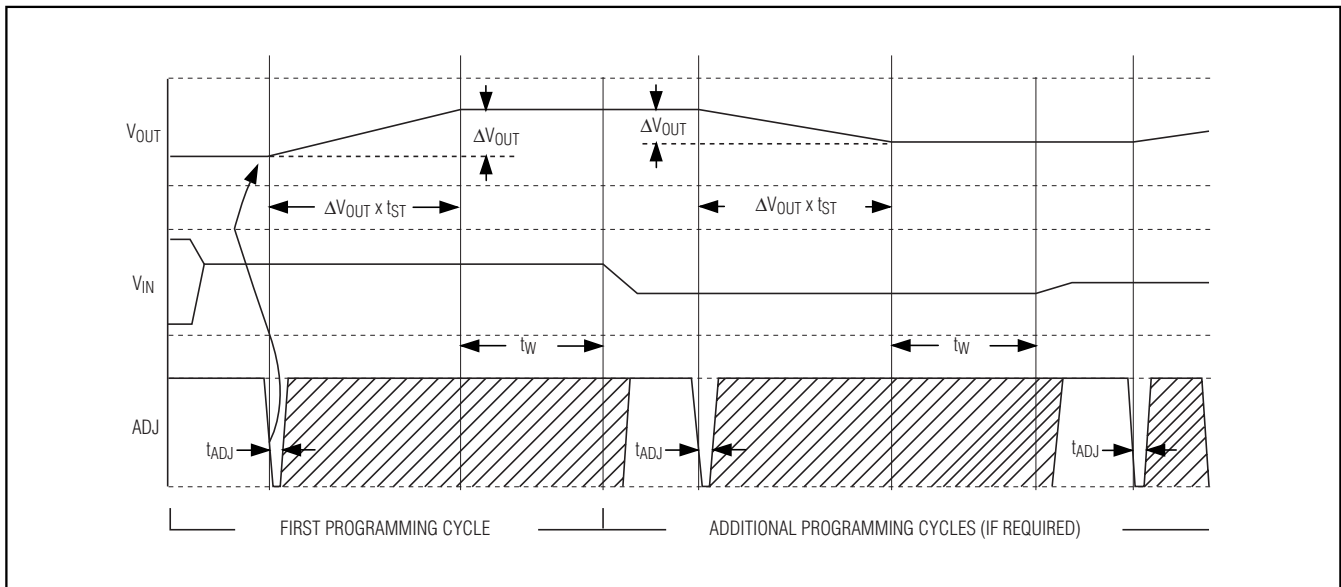 VOUT
ΔVOUT
ΔVOUT
ΔVOUT x tST
ΔVOUT x tST
VIN
tW
tW
ADJ
tADJ
tADJ
tADJ
FIRST PROGRAMMING CYCLE
ADDITIONAL PROGRAMMING CYCLES (IF REQUIRED)